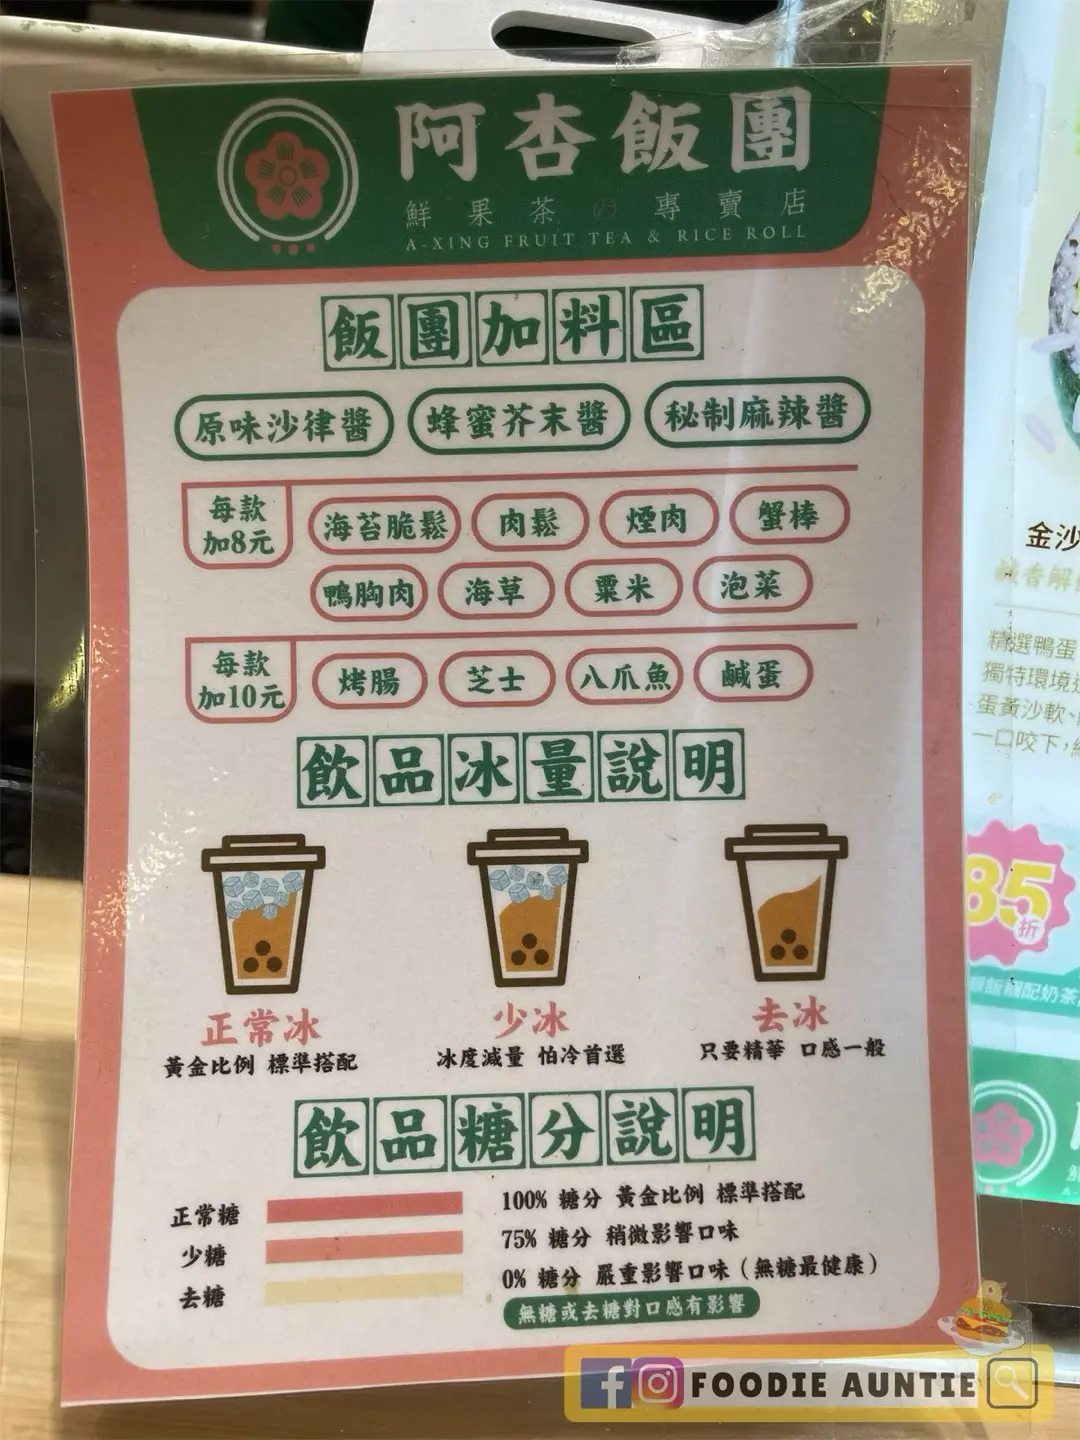 阿杏飯團
鮮果茶 專賣店
A-XING FRUIT TEA & RICE ROLL
飯團加料區
原味沙律醬 蜂蜜芥末醬 秘制麻辣醬
每款
加8元
海苔脆鬆 肉鬆 煙肉 蟹棒
鴨胸肉 海草 粟米 泡菜
每款
加10元
烤腸 芝士 八爪魚 鹹蛋
飲品冰量說明
正常冰 少冰 去冰
黃金比例 標準搭配 冰度減量 怕冷首選 只要精華 口感一般
飲品糖分說明
正常糖 100% 糖分 黃金比例 標準搭配
少糖 75% 糖分 稍微影響口味
去糖 0% 糖分 嚴重影響口味（無糖最健康）
無糖或去糖對口感有影響
金沙
精選鴨蛋
獨特環境
蛋黃沙軟、
一口咬下，
85折
配奶茶
FOODIE AUNTIE